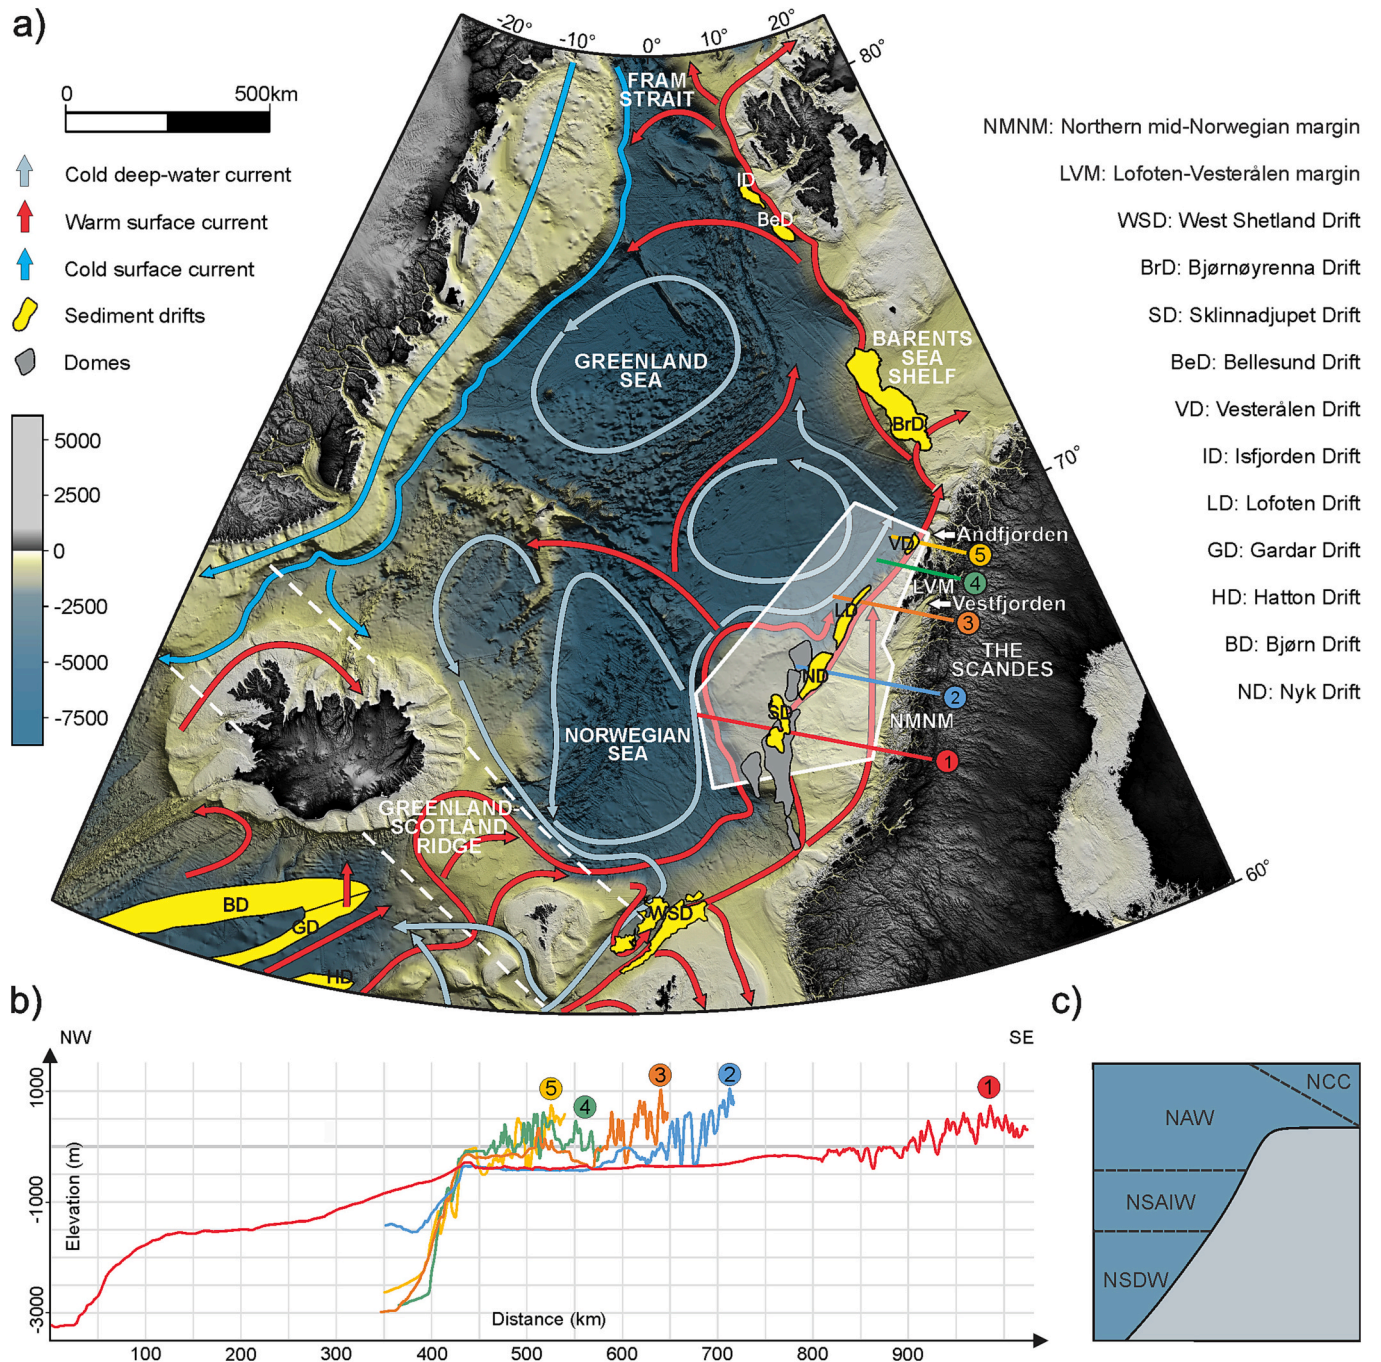 a)
-20°
-10°
0°
10°
20°
80°
70°
60°
0
500km
Cold deep-water current
Warm surface current
Cold surface current
Sediment drifts
Domes
5000
2500
0
-2500
-5000
-7500
FRAM
STRAIT
ID
BeD
GREENLAND
SEA
BARENTS
SEA
SHELF
BrD
Andfjorden
VD
5
4
LVM
Vestfjorden
LD
3
THE
SCANDES
ND
2
SD
NMNM
NORWEGIAN
SEA
1
GREENLAND-
SCOTLAND
RIDGE
BD
GD
HD
WSD
NMNM: Northern mid-Norwegian margin
LVM: Lofoten-Vesterålen margin
WSD: West Shetland Drift
BrD: Bjørnøyrenna Drift
SD: Sklinnadjupet Drift
BeD: Bellesund Drift
VD: Vesterålen Drift
ID: Isfjorden Drift
LD: Lofoten Drift
GD: Gardar Drift
HD: Hatton Drift
BD: Bjørn Drift
ND: Nyk Drift
b)
NW
SE
5
4
3
2
1
1000
0
-1000
-3000
Elevation (m)
Distance (km)
100
200
300
400
500
600
700
800
900
c)
NCC
NAW
NSAIW
NSDW